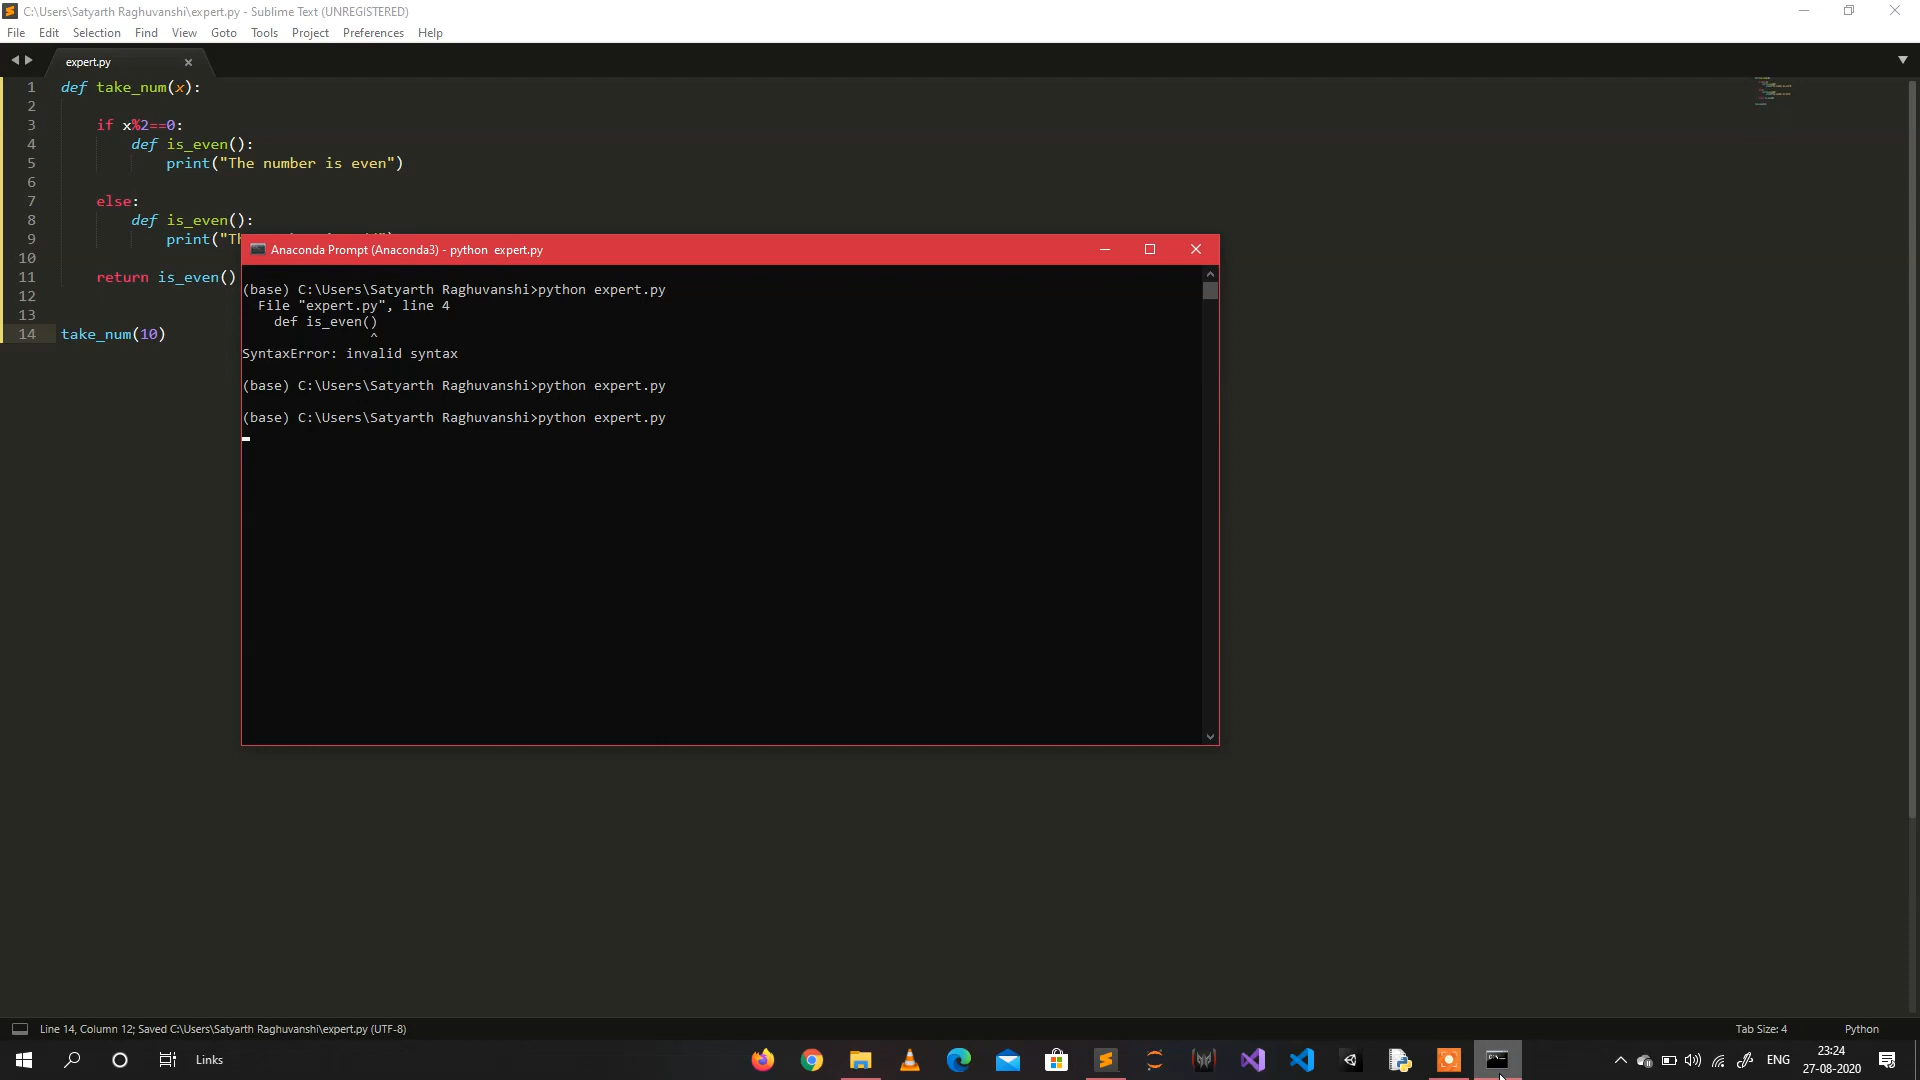 C:\Users\Satyarth Raghuvanshi\expert.py - Sublime Text (UNREGISTERED)
File Edit Selection Find View Goto Tools Project Preferences Help
expert.py
1 def take_num(x):
2
3 if x%2==0:
4 def is_even():
5 print("The number is even")
6
7 else:
8 def is_even():
9 print("Th
10
11 return is_even()
12
13
14 take_num(10)
Anaconda Prompt (Anaconda3) - python expert.py
(base) C:\Users\Satyarth Raghuvanshi>python expert.py
File "expert.py", line 4
def is_even()
^
SyntaxError: invalid syntax
(base) C:\Users\Satyarth Raghuvanshi>python expert.py
(base) C:\Users\Satyarth Raghuvanshi>python expert.py
Line 14, Column 12; Saved C:\Users\Satyarth Raghuvanshi\expert.py (UTF-8)
Tab Size: 4
Python
Links
ENG
23:24
27-08-2020